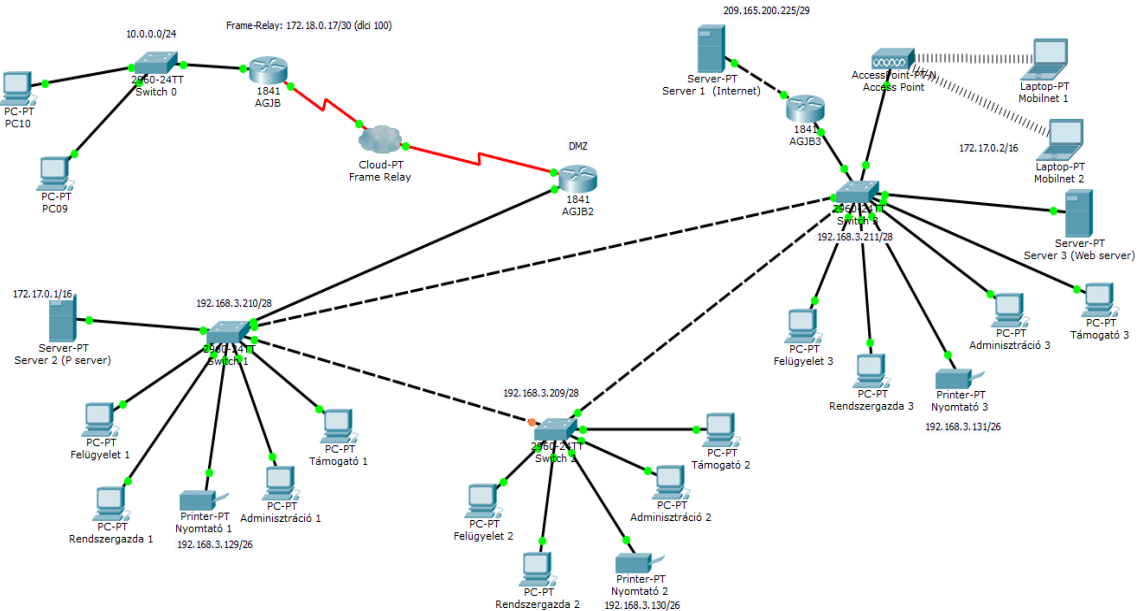 209.165.200.225/29
Frame-Relay: 172.18.0.17/30 (dlci 100)
10.0.0.0/24
2960-24TT
Switch 0
1841
AGJB
PC-PT
PC10
PC-PT
PC09
Cloud-PT
Frame Relay
DMZ
1841
AGJB2
Server-PT
Server 1 (Internet)
1841
AGJB3
AccessPoint-PT-N
Access Point
Laptop-PT
Mobilnet 1
172.17.0.2/16
Laptop-PT
Mobilnet 2
2960-24TT
Switch 3
192.168.3.211/28
Server-PT
Server 3 (Web server)
PC-PT
Felügyelet 3
PC-PT
Rendszergazda 3
Printer-PT
Nyomtató 3
192.168.3.131/26
PC-PT
Adminisztráció 3
PC-PT
Támogató 3
172.17.0.1/16
Server-PT
Server 2 (P server)
192.168.3.210/28
2960-24TT
Switch 1
PC-PT
Felügyelet 1
PC-PT
Rendszergazda 1
Printer-PT
Nyomtató 1
192.168.3.129/26
PC-PT
Adminisztráció 1
PC-PT
Támogató 1
192.168.3.209/28
2960-24TT
Switch 2
PC-PT
Felügyelet 2
PC-PT
Rendszergazda 2
Printer-PT
Nyomtató 2
192.168.3.130/26
PC-PT
Adminisztráció 2
PC-PT
Támogató 2